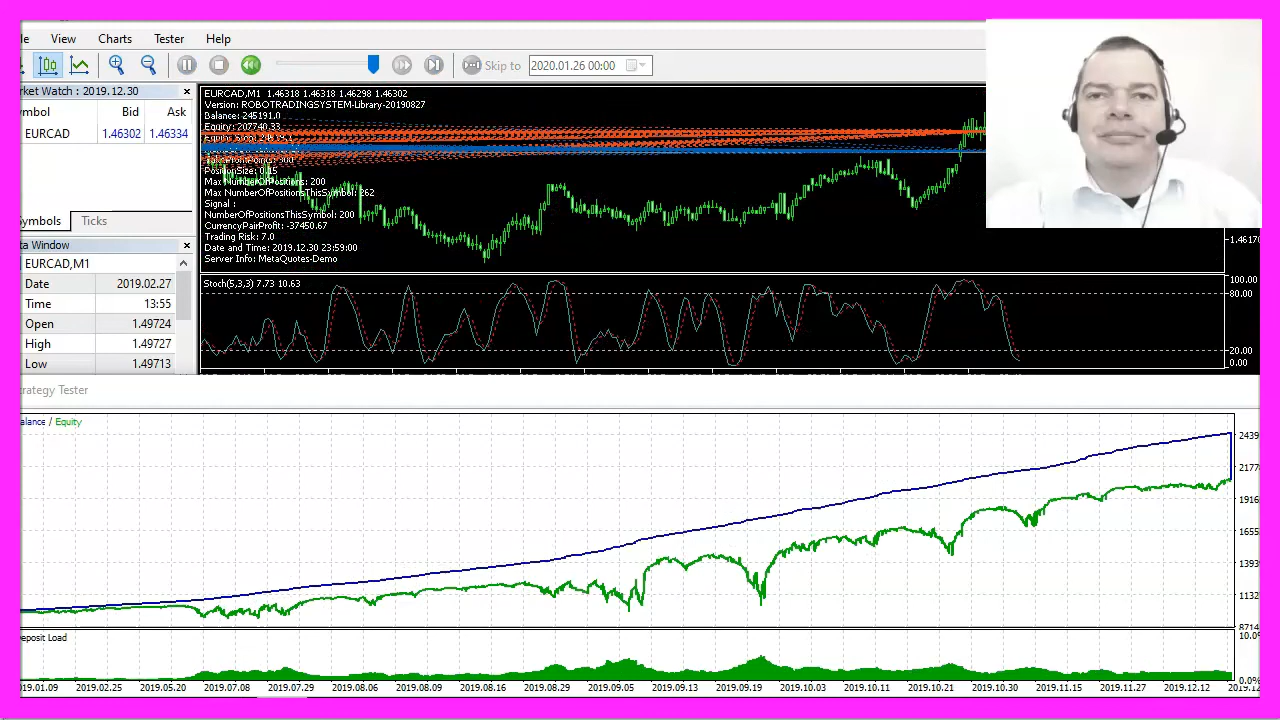 le View Charts Tester Help
Skip to 2020.01.26 00:00
rket Watch : 2019.12.30
ymbol Bid Ask
EURCAD 1.46302 1.46334
ymbols Ticks
ta Window
EURCAD,M1
Date 2019.02.27
Time 13:55
Open 1.49724
High 1.49727
Low 1.49713
EURCAD,M1 1.46318 1.46318 1.46298 1.46302
Version: ROBOTRADINGSYSTEM-Library-20190827
Balance: 245191.0
Equity: 207740.33
PositionSize: 0.15
Max NumberOfPositions: 200
Max NumberOfPositionsThisSymbol: 262
Signal :
NumberOfPositionsThisSymbol: 200
CurrencyPairProfit: -37450.67
Trading Risk: 7.0
Date and Time: 2019.12.30 23:59:00
Server Info: MetaQuotes-Demo
1.46170
Stoch(5,3,3) 7.73 10.63
100.00
80.00
20.00
0.00
rategy Tester
alance / Equity
2439
2177
1916
1655
1393
1132
8714
eposit Load
10.0%
0.0%
019.01.09 2019.02.25 2019.05.20 2019.07.08 2019.07.29 2019.08.06 2019.08.09 2019.08.16 2019.08.29 2019.09.05 2019.09.13 2019.09.19 2019.10.03 2019.10.11 2019.10.21 2019.10.30 2019.11.15 2019.11.27 2019.12.12 2019.12